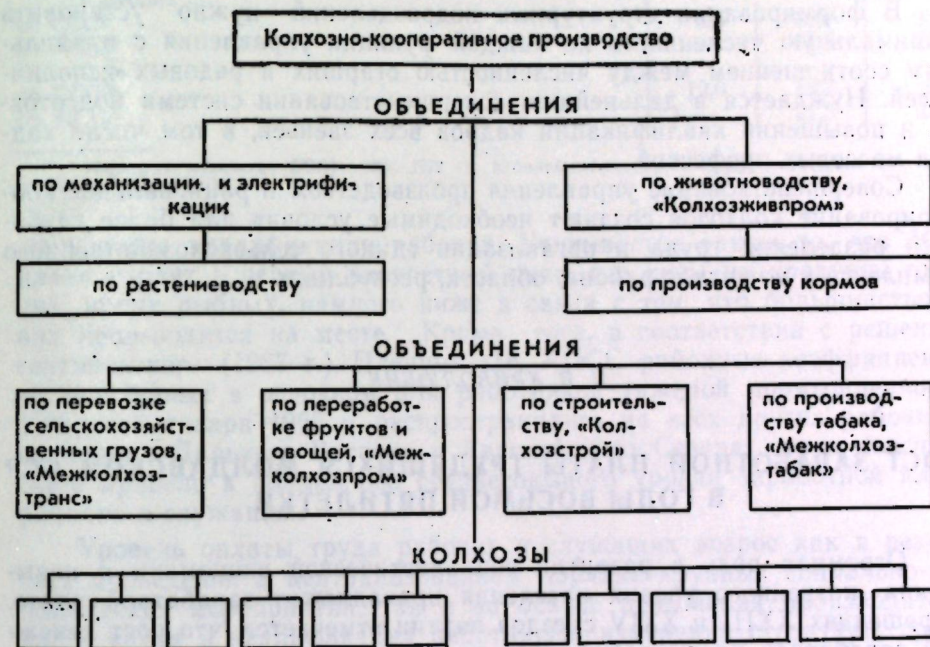 Колхозно-кооперативное производство
ОБЪЕДИНЕНИЯ
по механизации и электрифи-
кации
по животноводству,
«Колхозживпром»
по растениеводству
по производству кормов
ОБЪЕДИНЕНИЯ
по перевозке
сельскохозяйст-
венных грузов,
«Межколхоз-
транс»
по переработ-
ке фруктов и
овощей, «Меж-
колхозпром»
по строительст-
ву, «Кол-
хозстрой»
по производ-
ству табака,
«Межколхоз-
табак»
КОЛХОЗЫ